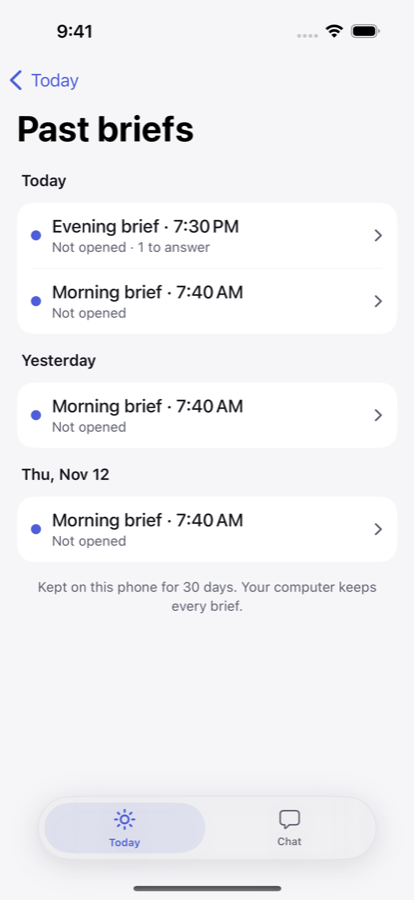 9:41
Today
Past briefs
Today
Evening brief · 7:30 PM
Not opened · 1 to answer
Morning brief · 7:40 AM
Not opened
Yesterday
Morning brief · 7:40 AM
Not opened
Thu, Nov 12
Morning brief · 7:40 AM
Not opened
Kept on this phone for 30 days. Your computer keeps
every brief.
Today
Chat